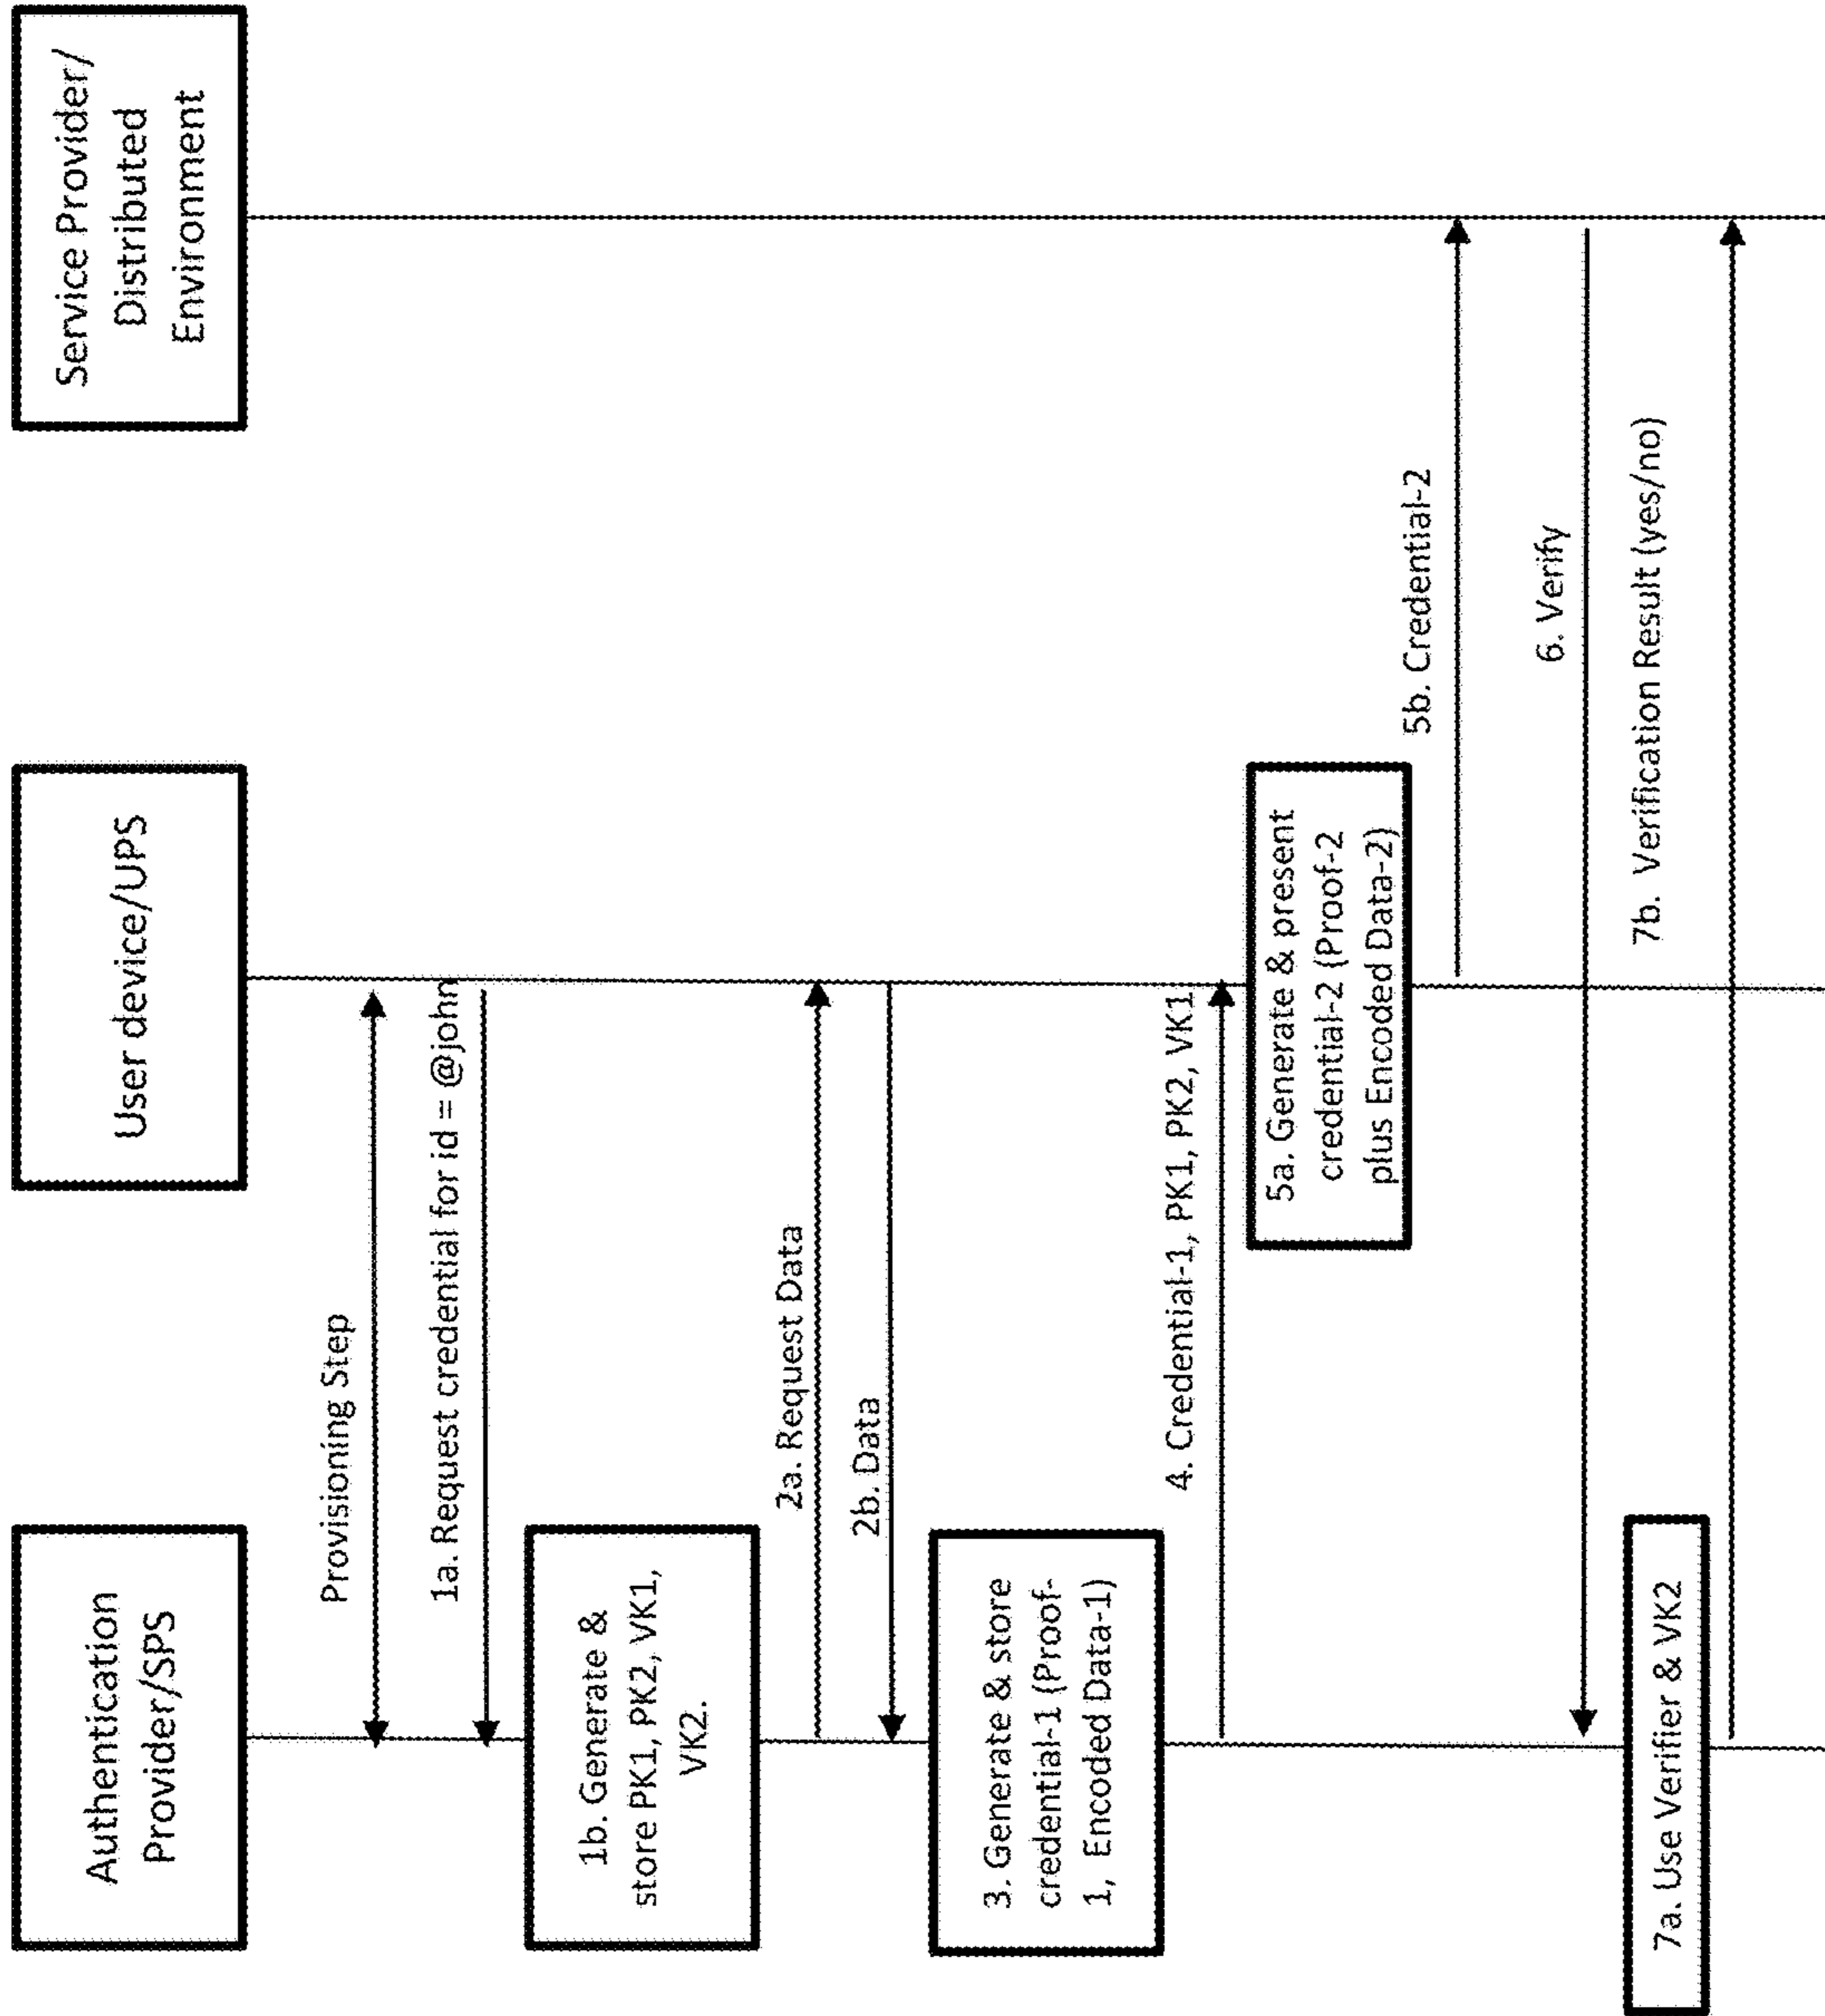 Authentication
Provider/SPS
User device/UPS
Service Provider/
Distributed
Environment
Provisioning Step
1a. Request credential for id = @john
1b. Generate &
store PK1, PK2, VK1,
VK2.
2a. Request Data
2b. Data
3. Generate & store
credential-1 (Proof-
1, Encoded Data-1)
4. Credential-1, PK1, PK2, VK1
5a. Generate & present
credential-2 (Proof-2
plus Encoded Data-2)
5b. Credential-2
6. Verify
7a. Use Verifier & VK2
7b. Verification Result (yes/no)